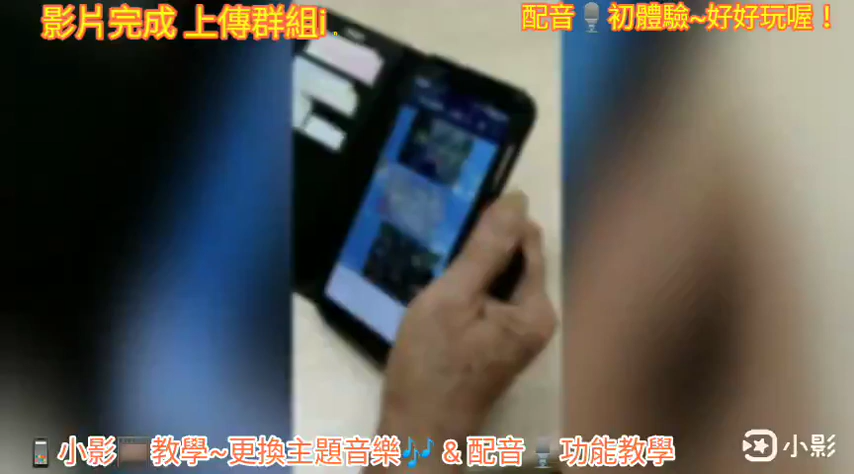 影片完成 上傳群組i.
配音🎙️初體驗~好好玩喔！
📱小影🎞️教學~更換主題音樂🎶 & 配音🎙️功能教學
小影